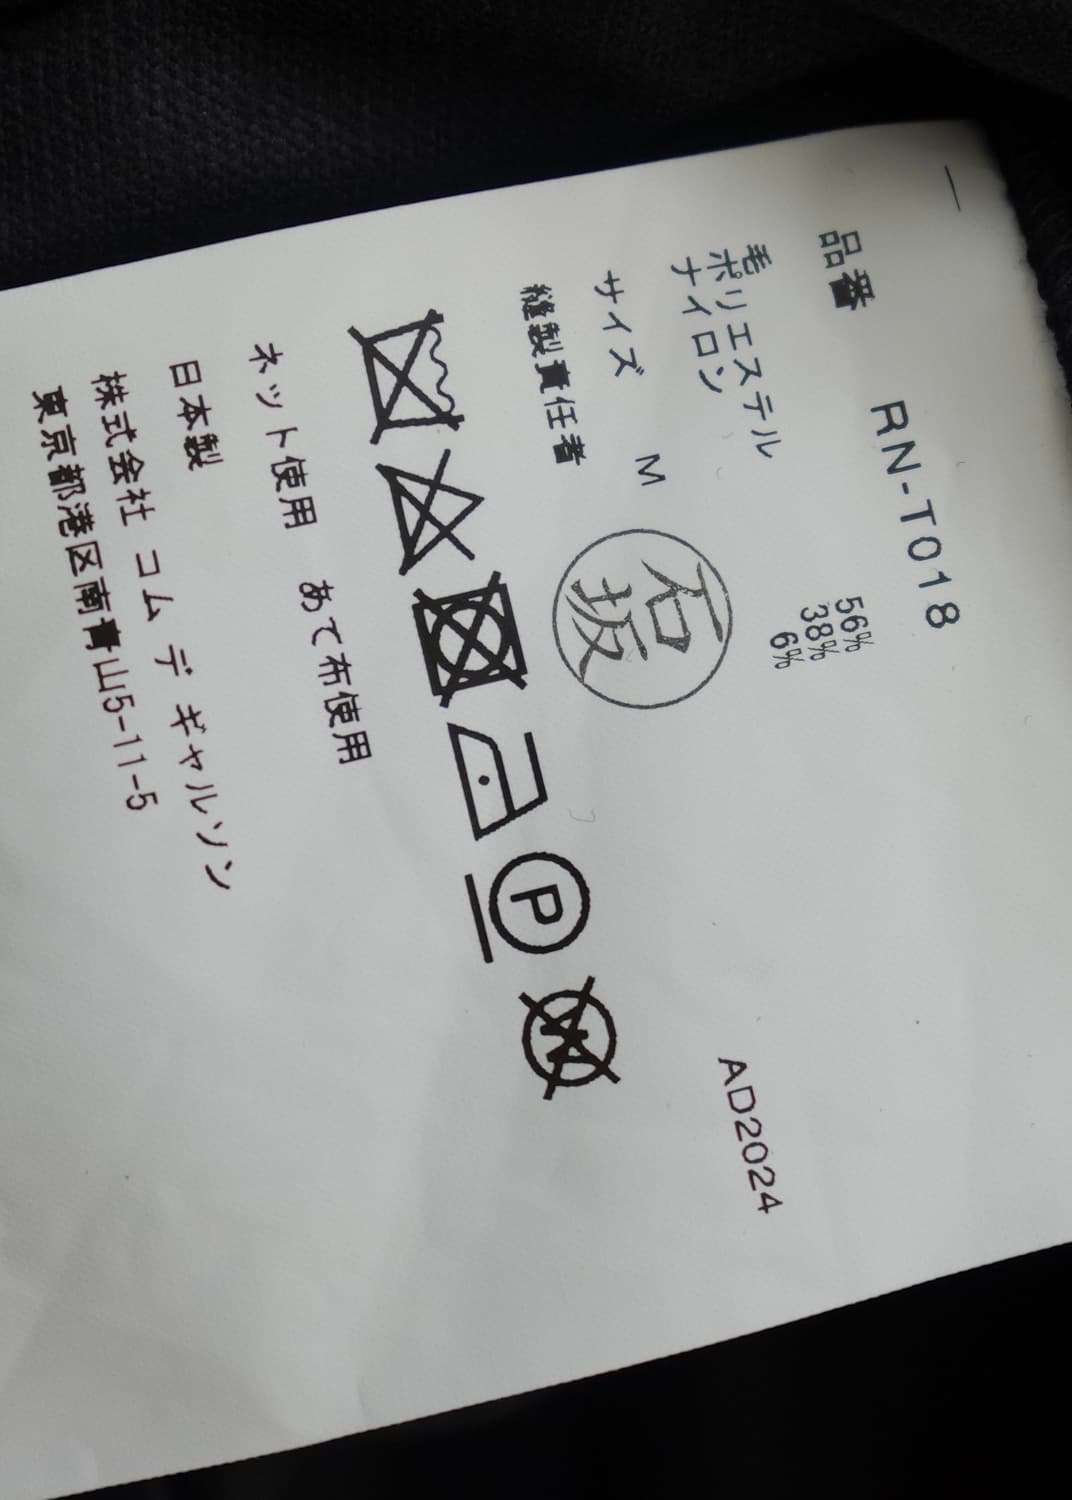 品番 RN-T018
毛 56%
ポリエステル 38%
ナイロン 6%
サイズ M
AD2024
縫製責任者 石坂
P
W
ネット使用 あて布使用
日本製
株式会社 コム デ ギャルソン
東京都港区南青山5-11-5